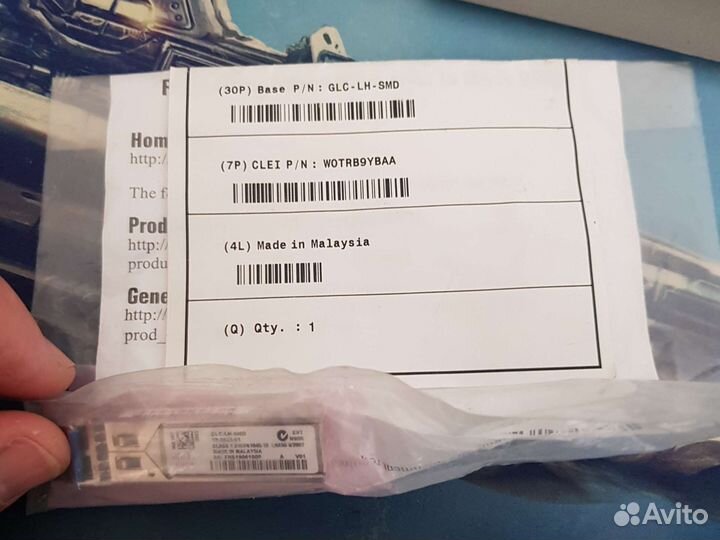 (30P) Base P/N : GLC-LH-SMD
(7P) CLEI P/N : WOTRB9YBAA
(4L) Made in Malaysia
(Q) Qty. : 1
Hom
http:/
The f
Prod
http:/
produ
Gene
http:/
prod_
GLC-LH-SMD
MADE IN MALAYSIA
A V01
Avito